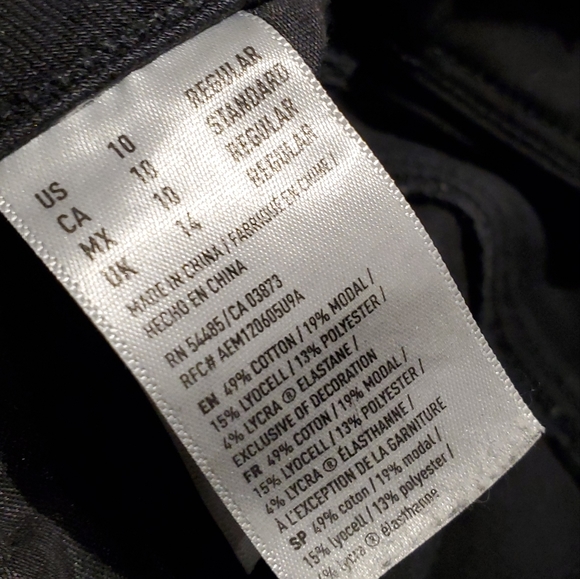 US 10 REGULAR
CA 10 STANDARD
MX 10 REGULAR
UK 14 REGULAR
MADE IN CHINA / FABRIQUÉ EN CHINE /
HECHO EN CHINA
RN 54485 / CA 03873
RFC# AEM120605U9A
EN 49% COTTON / 19% MODAL /
15% LYOCELL / 13% POLYESTER /
4% LYCRA ® ELASTANE /
EXCLUSIVE OF DECORATION
FR 49% COTON / 19% MODAL /
15% LYOCELL / 13% POLYESTER /
4% LYCRA ® ÉLASTHANNE /
À L'EXCEPTION DE LA GARNITURE
SP 49% coton / 19% modal /
15% lyocell / 13% polyester /
4% lycra ® élasthanne